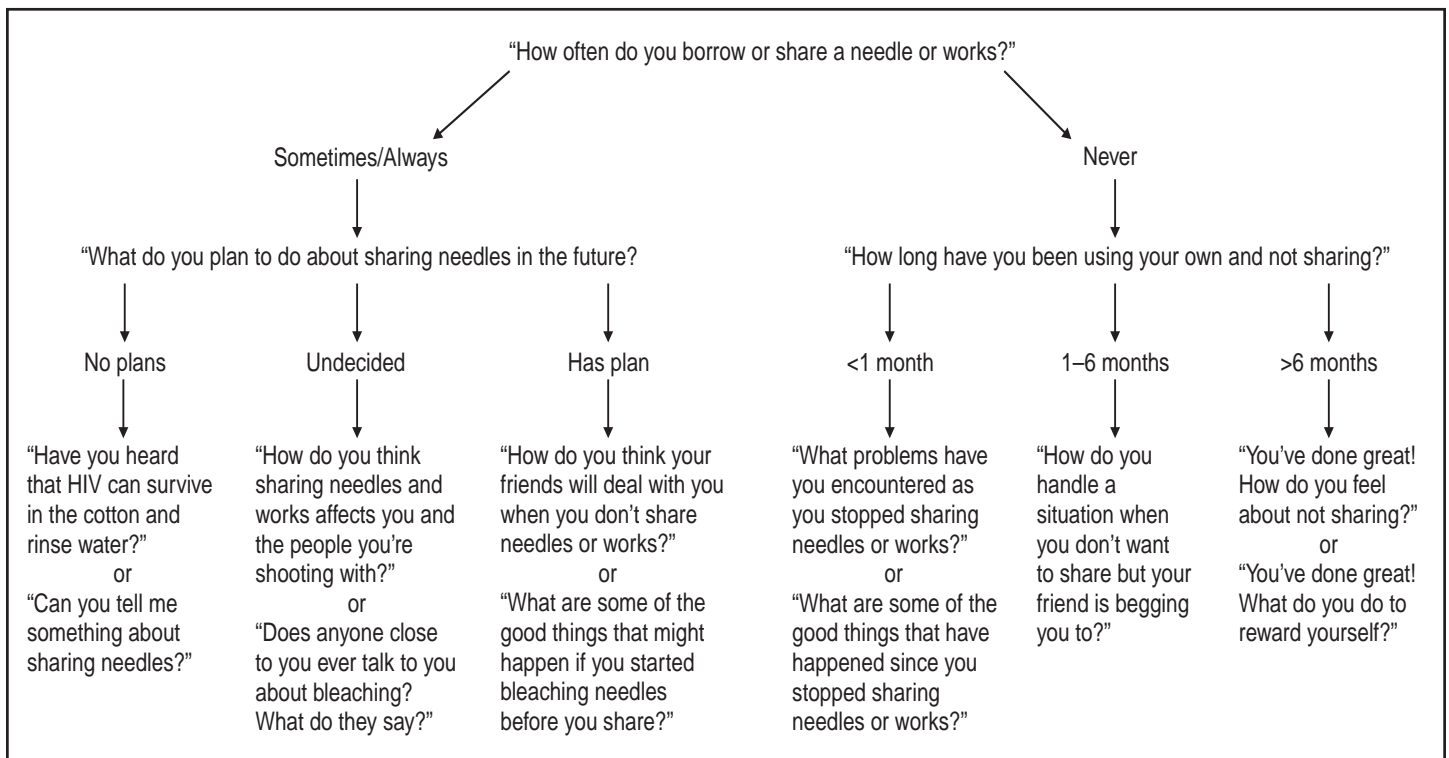 “How often do you borrow or share a needle or works?”
Sometimes/Always
Never
“What do you plan to do about sharing needles in the future?
“How long have you been using your own and not sharing?”
No plans
Undecided
Has plan
<1 month
1–6 months
>6 months
“Have you heard
that HIV can survive
in the cotton and
rinse water?”
or
“Can you tell me
something about
sharing needles?”
“How do you think
sharing needles and
works affects you and
the people you’re
shooting with?”
or
“Does anyone close
to you ever talk to you
about bleaching?
What do they say?”
“How do you think your
friends will deal with you
when you don’t share
needles or works?”
or
“What are some of the
good things that might
happen if you started
bleaching needles
before you share?”
“What problems have
you encountered as
you stopped sharing
needles or works?”
or
“What are some of the
good things that have
happened since you
stopped sharing
needles or works?”
“How do you
handle a
situation when
you don’t want
to share but your
friend is begging
you to?”
“You’ve done great!
How do you feel
about not sharing?”
or
“You’ve done great!
What do you do to
reward yourself?”